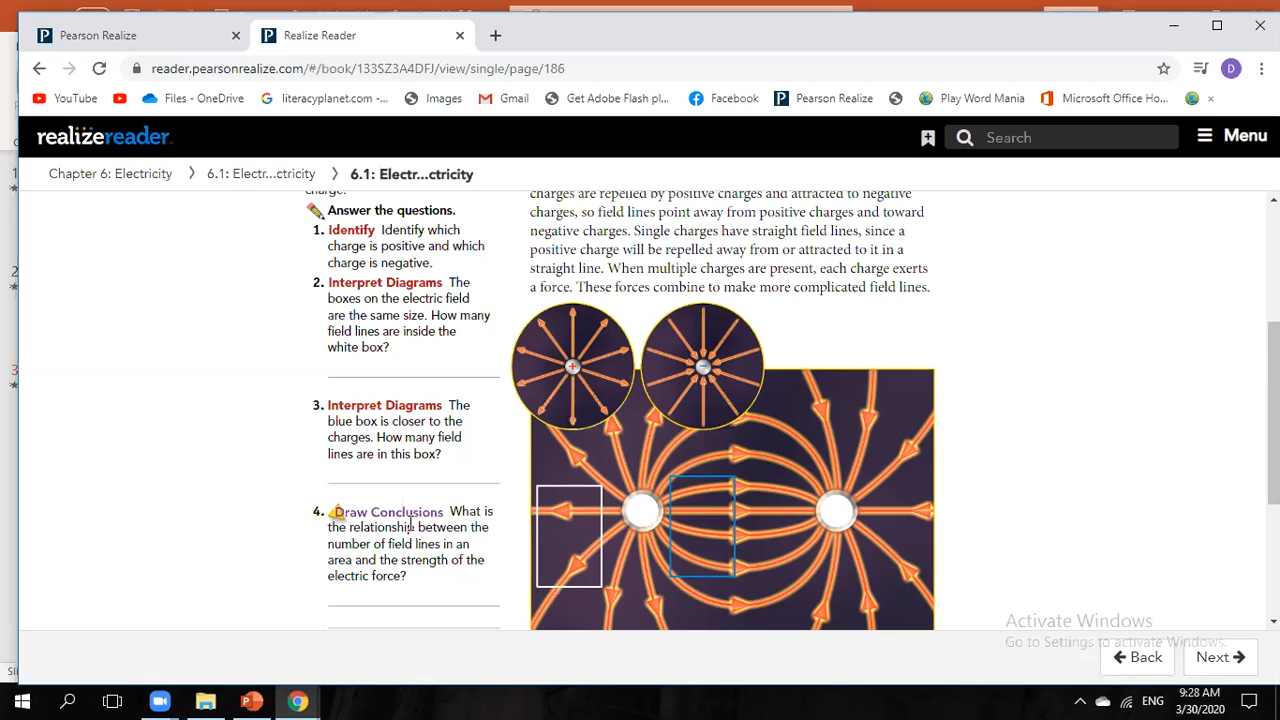 Pearson Realize
Realize Reader
reader.pearsonrealize.com/#/book/133SZ3A4DFJ/view/single/page/186
D
YouTube
Files - OneDrive
literacyplanet.com -...
Images
Gmail
Get Adobe Flash pl...
Facebook
Pearson Realize
Play Word Mania
Microsoft Office Ho...
realizereader
Search
Menu
Chapter 6: Electricity
6.1: Electr...ctricity
6.1: Electr...ctricity
charge.
Answer the questions.
1. Identify Identify which
charge is positive and which
charge is negative.
2. Interpret Diagrams The
boxes on the electric field
are the same size. How many
field lines are inside the
white box?
3. Interpret Diagrams The
blue box is closer to the
charges. How many field
lines are in this box?
4. Draw Conclusions What is
the relationship between the
number of field lines in an
area and the strength of the
electric force?
charges are repelled by positive charges and attracted to negative
charges, so field lines point away from positive charges and toward
negative charges. Single charges have straight field lines, since a
positive charge will be repelled away from or attracted to it in a
straight line. When multiple charges are present, each charge exerts
a force. These forces combine to make more complicated field lines.
+
−
Activate Windows
Go to Settings to activate Windows.
Back
Next
ENG
9:28 AM
3/30/2020